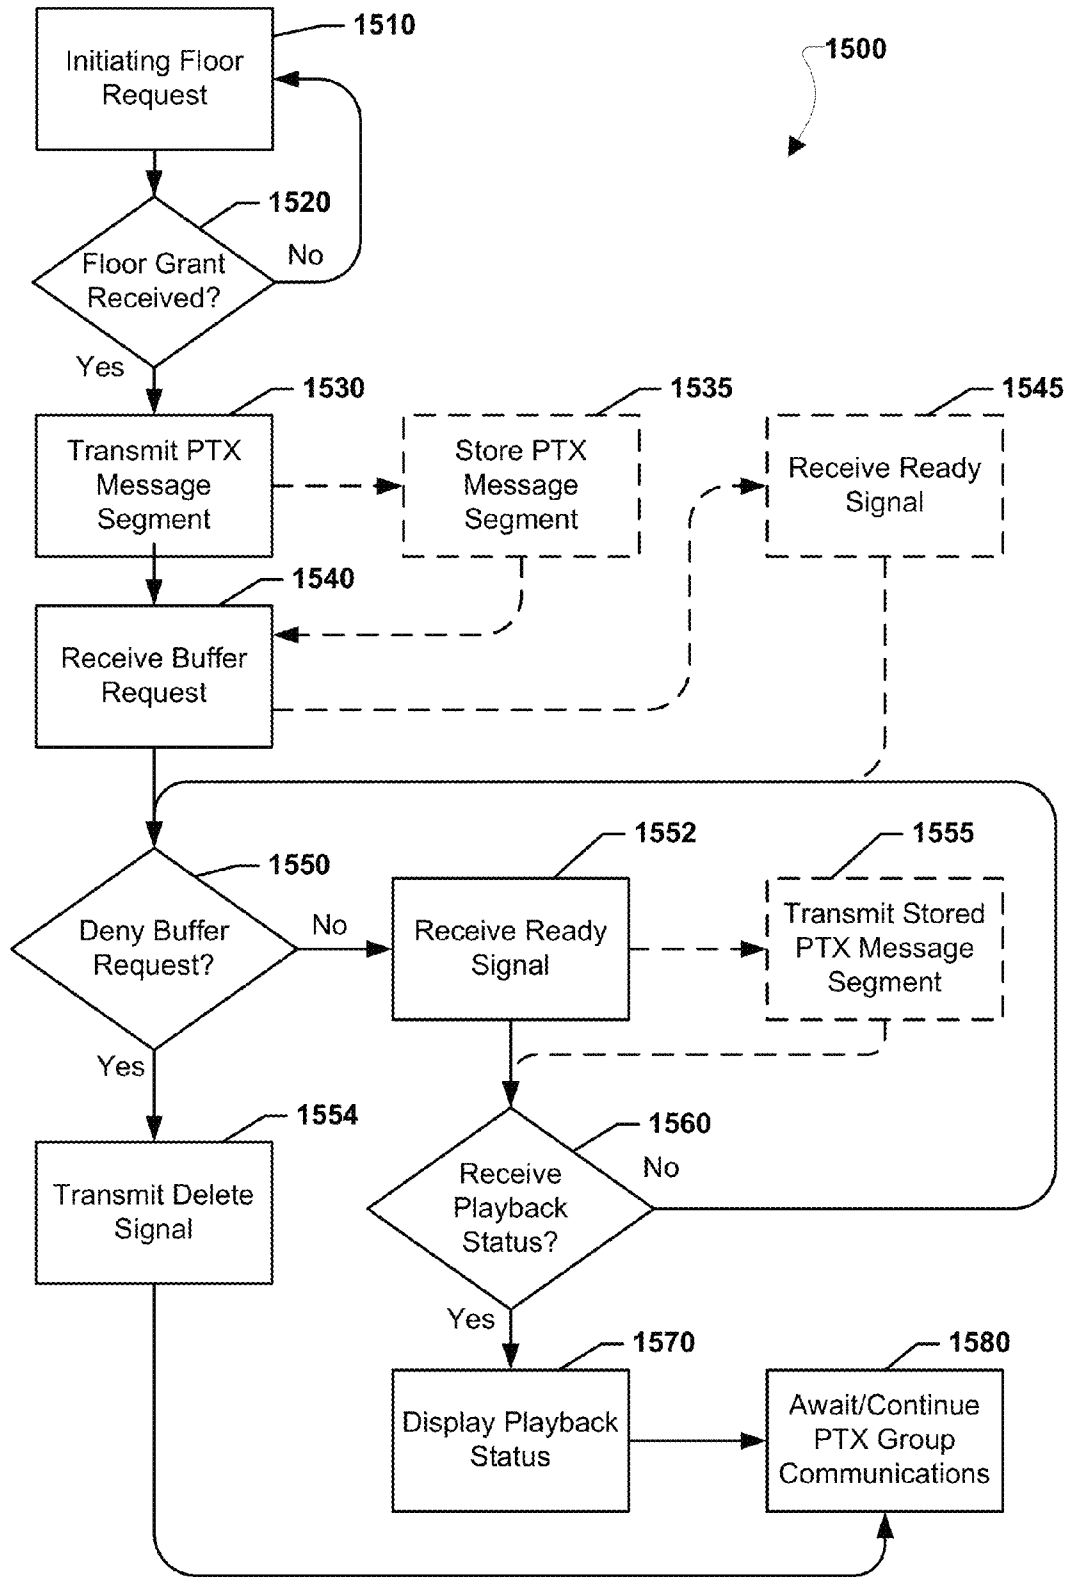 1510
Initiating Floor
Request
1500
1520
Floor Grant
Received?
No
Yes
1530
Transmit PTX
Message
Segment
1535
Store PTX
Message
Segment
1545
Receive Ready
Signal
1540
Receive Buffer
Request
1550
Deny Buffer
Request?
No
1552
Receive Ready
Signal
1555
Transmit Stored
PTX Message
Segment
Yes
1554
Transmit Delete
Signal
1560
Receive
Playback
Status?
No
Yes
1570
Display Playback
Status
1580
Await/Continue
PTX Group
Communications